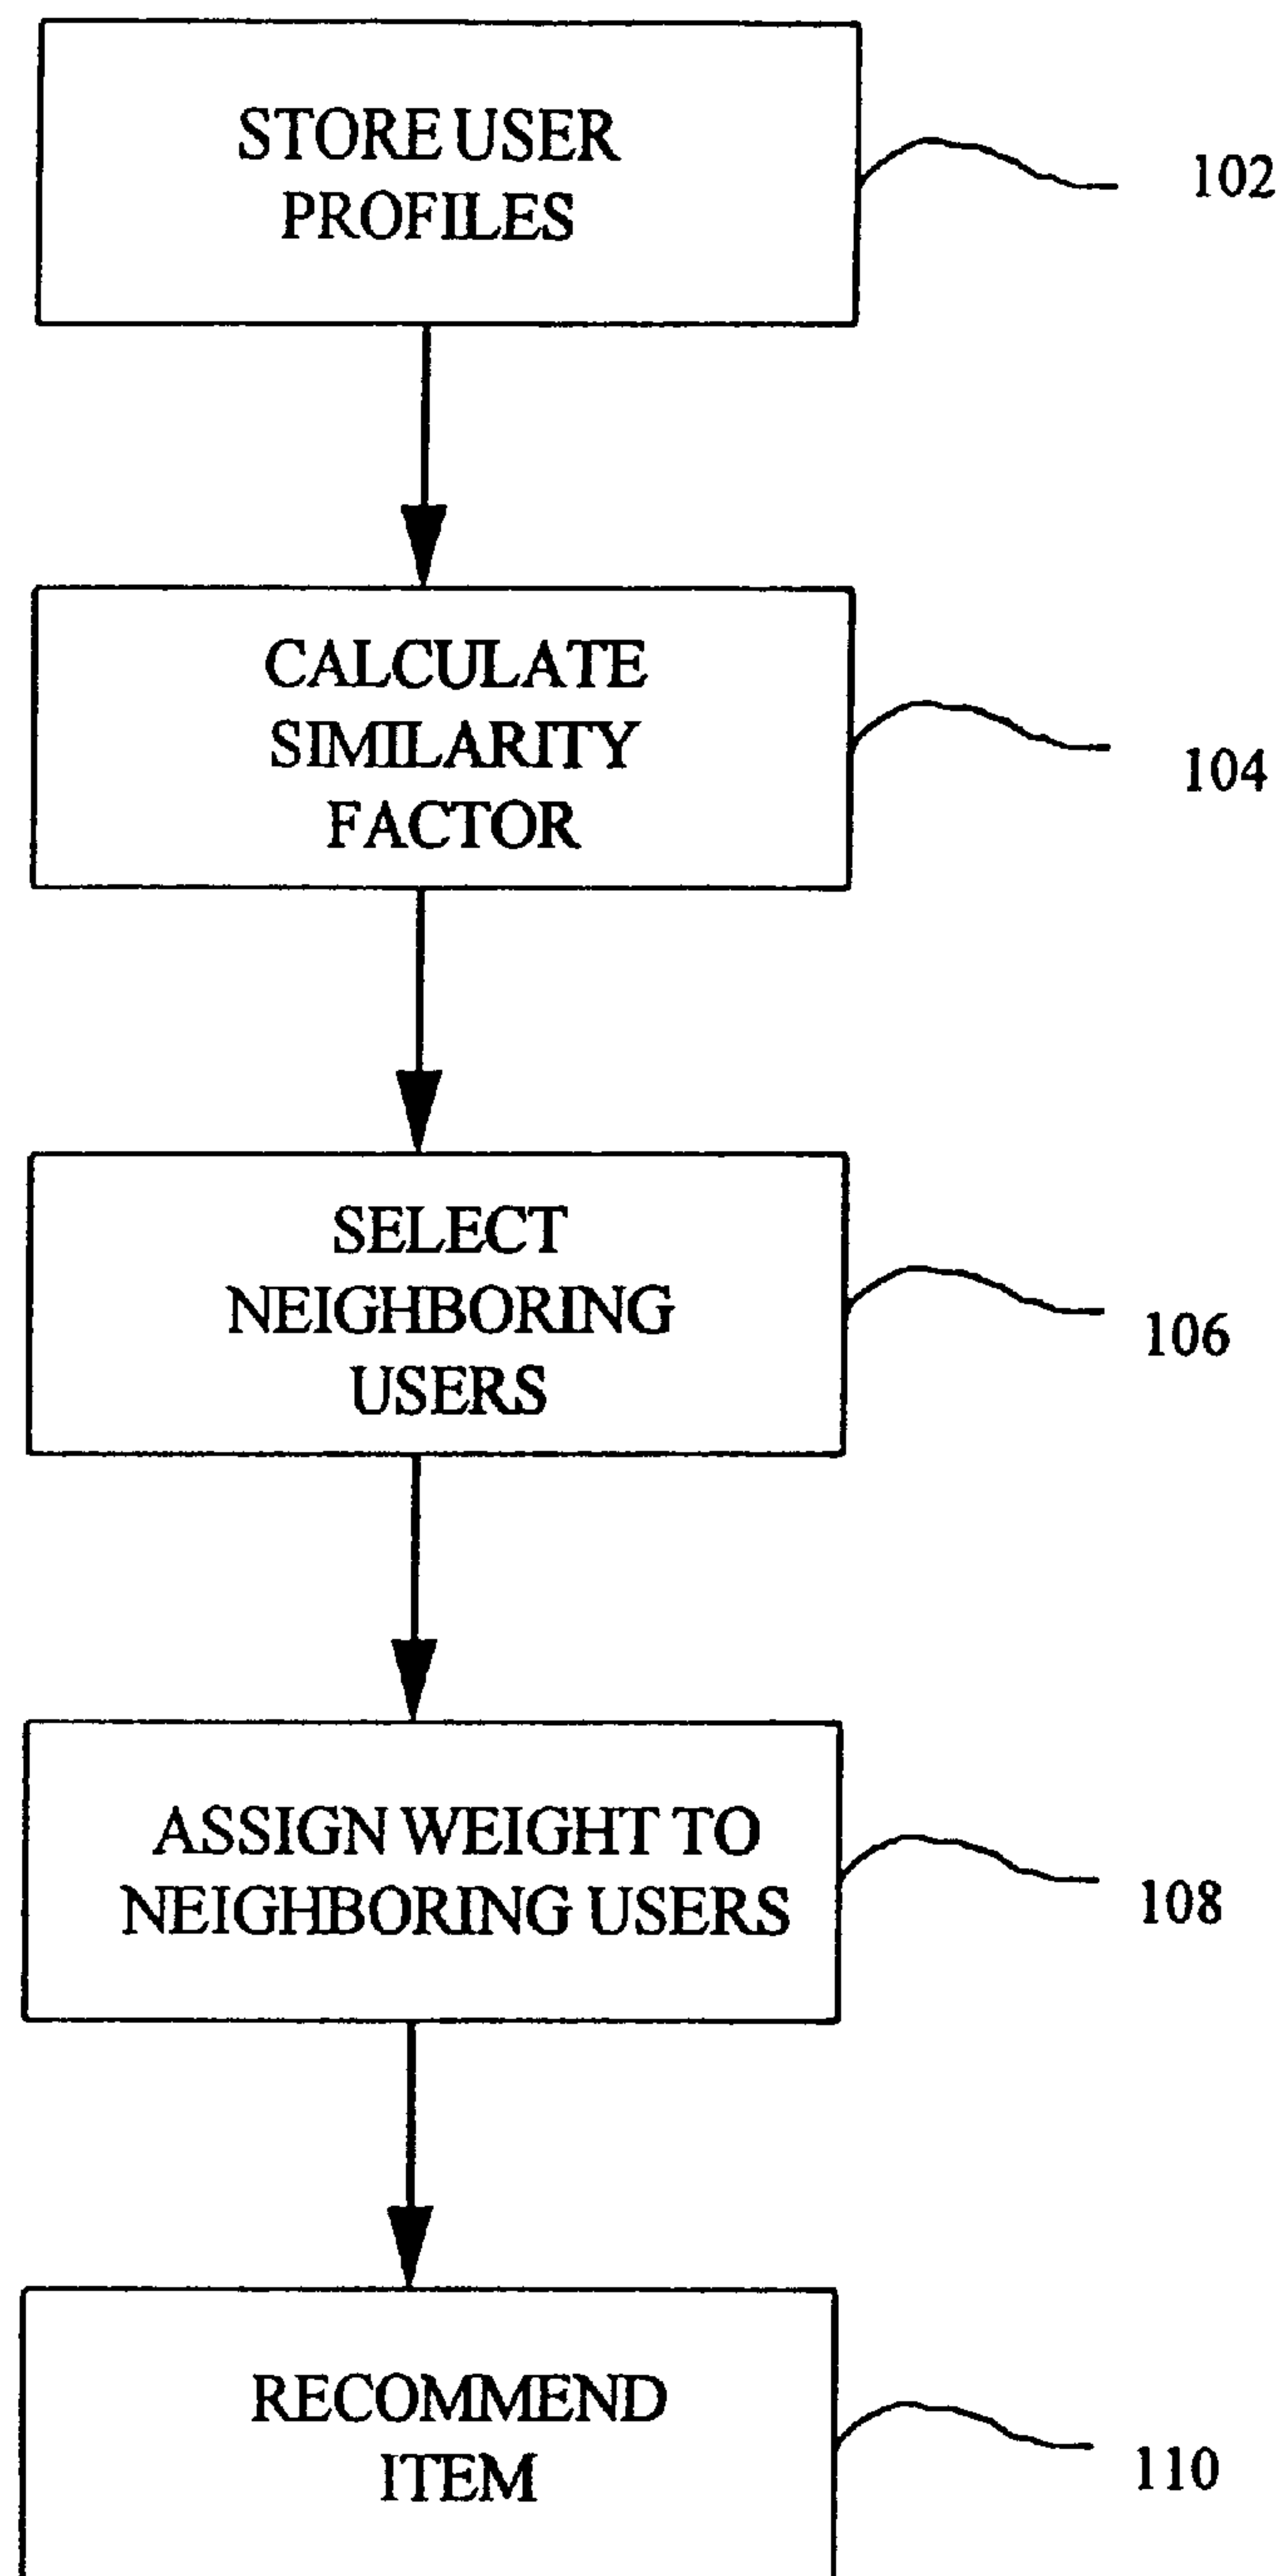 STORE USER
PROFILES
102
CALCULATE
SIMILARITY
FACTOR
104
SELECT
NEIGHBORING
USERS
106
ASSIGN WEIGHT TO
NEIGHBORING USERS
108
RECOMMEND
ITEM
110